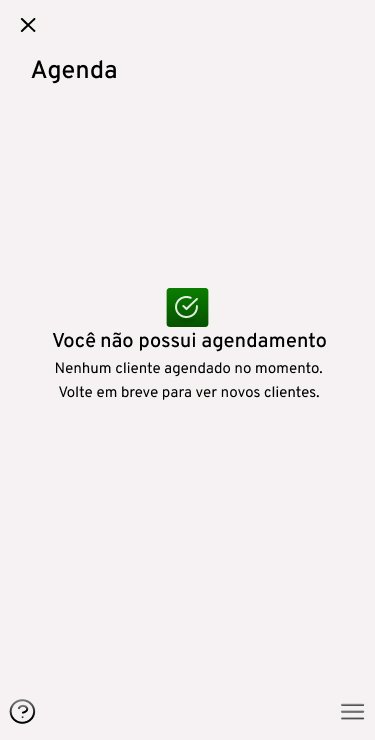 Agenda
Você não possui agendamento
Nenhum cliente agendado no momento.
Volte em breve para ver novos clientes.